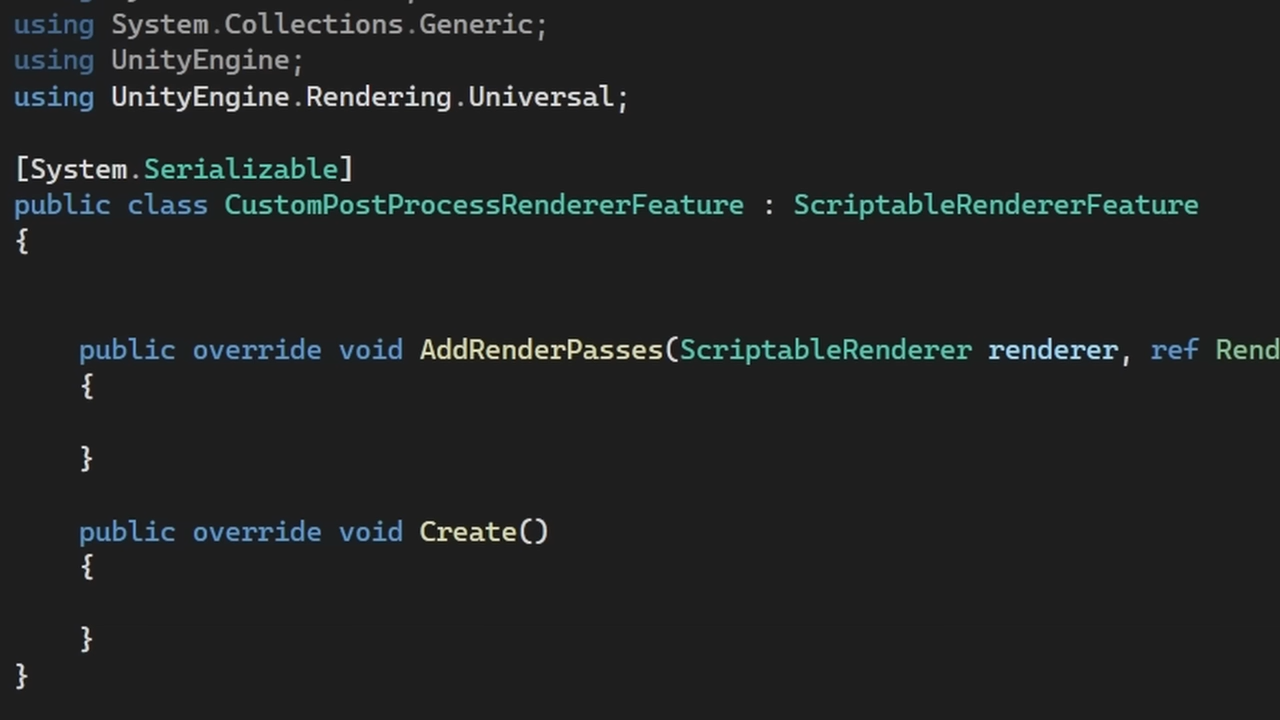 using System.Collections.Generic;
using UnityEngine;
using UnityEngine.Rendering.Universal;
[System.Serializable]
public class CustomPostProcessRendererFeature : ScriptableRendererFeature
{
public override void AddRenderPasses(ScriptableRenderer renderer, ref Rend
{
}
public override void Create()
{
}
}